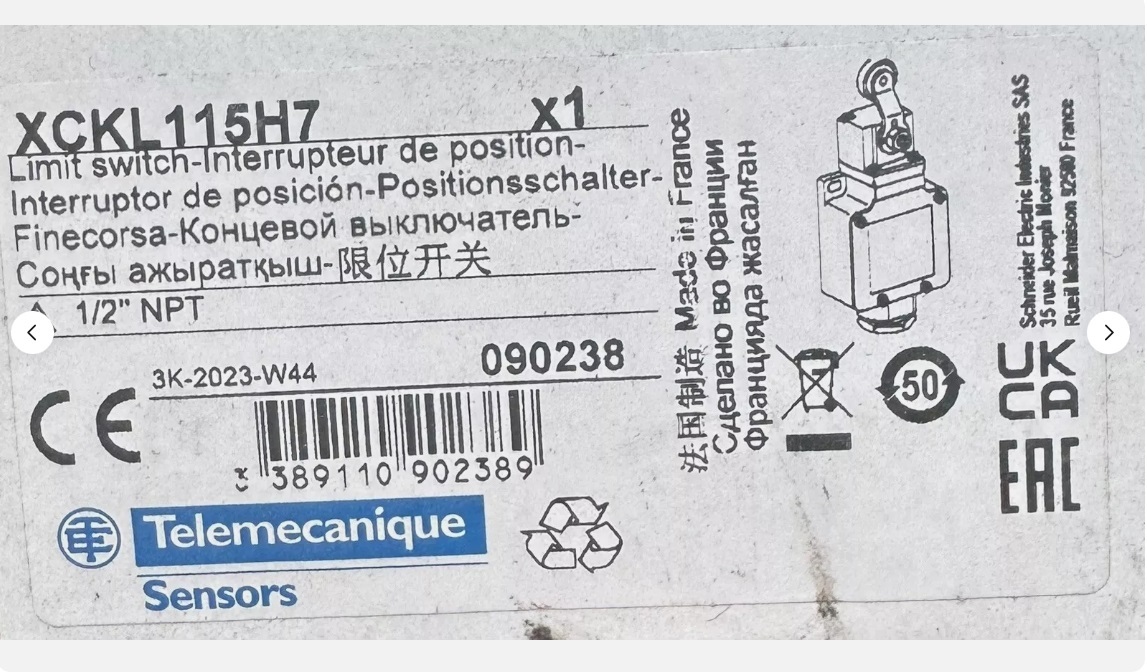 XCKL115H7 x1
Limit switch-Interrupteur de position-
Interruptor de posición-Positionsschalter-
Finecorsa-Концевой выключатель-
Соңғы ажыратқыш-限位开关
1/2" NPT
3K-2023-W44 090238
CE
3 389110 902389
Telemecanique
Sensors
法国制造 Made in France
Сделано во Франции
Францияда жасалған
50
Schneider Electric Industries SAS
35 rue Joseph Monier
Rueil Malmaison 92500 France
UK
CA
EAC